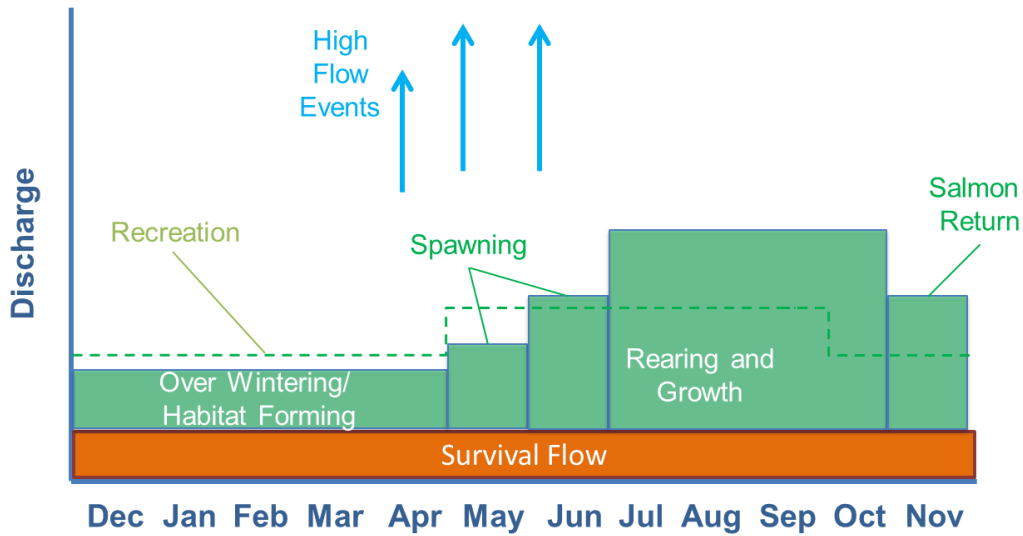 High
Flow
Events
Salmon
Return
Recreation
Spawning
Discharge
Rearing and
Growth
Over Wintering/
Habitat Forming
Survival Flow
Dec Jan Feb Mar Apr May Jun Jul Aug Sep Oct Nov